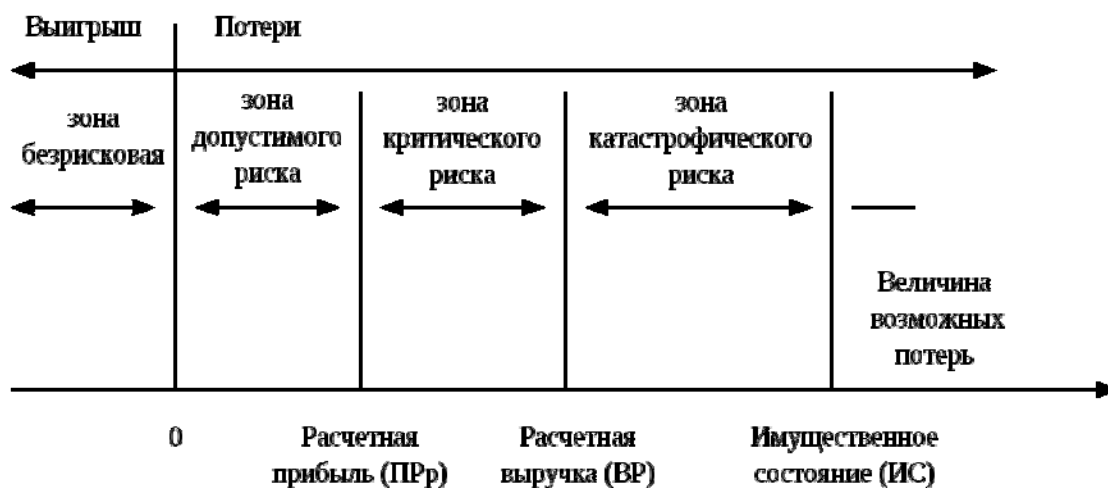 Выигрыш
Потери
зона
безрисковая
зона
допустимого
риска
зона
критического
риска
зона
катастрофического
риска
Величина
возможных
потерь
0
Расчетная
прибыль (ПРр)
Расчетная
выручка (ВР)
Имущественное
состояние (ИС)